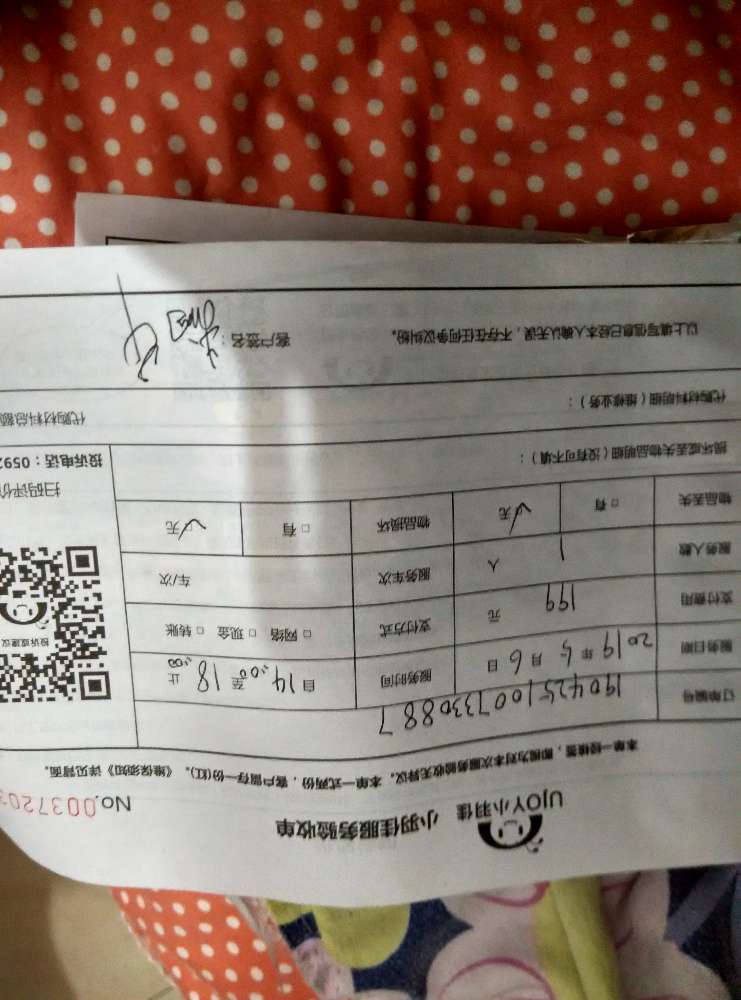 UJOY小羽佳 小羽佳服务验收单 No.0037203
本单一经签署，即视为对本次服务验收无异议。本单一式两份，客户留存一份(红)。《维保须知》详见背面。
订单编号 1904251007330887
服务日期 2019年5月6日 服务时间 自14:00至18:00止
支付费用 199元 支付方式 □网络 □现金 □转账
服务人数 1人 服务车次 车/次
物品丢失 □有 ✓无 物品损坏 □有 ✓无
投诉或建议
扫码评价
投诉电话：0592
损坏或丢失物品明细（没有可不填）：
代购材料明细（维修业务）： 代购材料总额
以上填写信息已经本人确认无误，不存在任何争议纠纷。 客户签名：